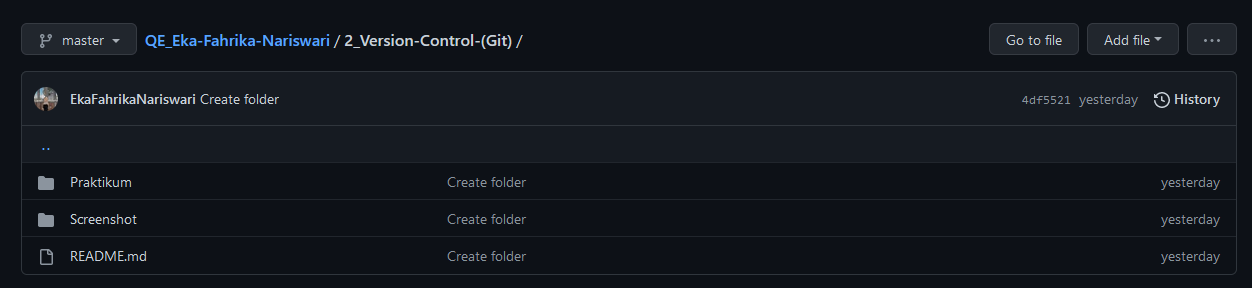 master QE_Eka-Fahrika-Nariswari / 2_Version-Control-(Git) / Go to file Add file ...
EkaFahrikaNariswari Create folder 4df5521 yesterday History
..
Praktikum Create folder yesterday
Screenshot Create folder yesterday
README.md Create folder yesterday